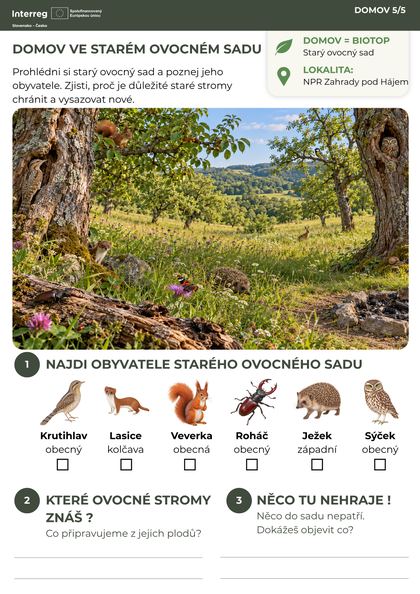 Interreg
Spolufinancovaný
Evropskou unií
Slovensko – Česko
DOMOV 5/5
DOMOV VE STARÉM OVOCNÉM SADU
DOMOV = BIOTOP
Starý ovocný sad
LOKALITA:
NPR Zahrady pod Hájem
Prohlédni si starý ovocný sad a poznej jeho
obyvatele. Zjisti, proč je důležité staré stromy
chránit a vysazovat nové.
1 NAJDI OBYVATELE STARÉHO OVOCNÉHO SADU
Krutihlav Lasice Veverka Roháč Ježek Sýček
obecný kolčava obecná obecný západní obecný
2 KTERÉ OVOCNÉ STROMY
ZNÁŠ ?
Co připravujeme z jejich plodů?
3 NĚCO TU NEHRAJE !
Něco do sadu nepatří.
Dokážeš objevit co?